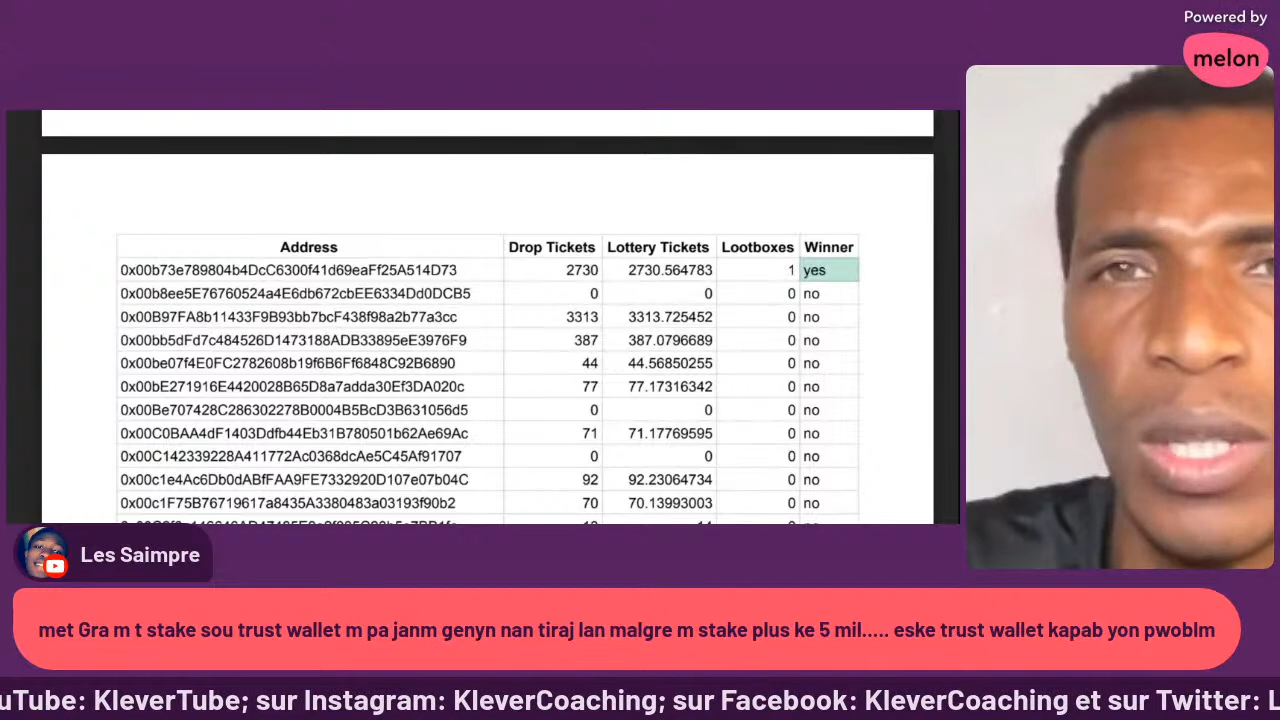 Powered by
melon
Address Drop Tickets Lottery Tickets Lootboxes Winner
0x00b73e789804b4DcC6300f41d69eaFf25A514D73 2730 2730.564783 1 yes
0x00b8ee5E76760524a4E6db672cbEE6334Dd0DCB5 0 0 0 no
0x00B97FA8b11433F9B93bb7bcF438f98a2b77a3cc 3313 3313.725452 0 no
0x00bb5dFd7c484526D1473188ADB33895eE3976F9 387 387.0796689 0 no
0x00be07f4E0FC2782608b19f6B6Ff6848C92B6890 44 44.56850255 0 no
0x00bE271916E4420028B65D8a7adda30Ef3DA020c 77 77.17316342 0 no
0x00Be707428C286302278B0004B5BcD3B631056d5 0 0 0 no
0x00C0BAA4dF1403Ddfb44Eb31B780501b62Ae69Ac 71 71.17769595 0 no
0x00C142339228A411772Ac0368dcAe5C45Af91707 0 0 0 no
0x00c1e4Ac6Db0dABfFAA9FE7332920D107e07b04C 92 92.23064734 0 no
0x00c1F75B76719617a8435A3380483a03193f90b2 70 70.13993003 0 no
Les Saimpre
met Gra m t stake sou trust wallet m pa janm genyn nan tiraj lan malgre m stake plus ke 5 mil..... eske trust wallet kapab yon pwoblm
uTube: KleverTube; sur Instagram: KleverCoaching; sur Facebook: KleverCoaching et sur Twitter: L